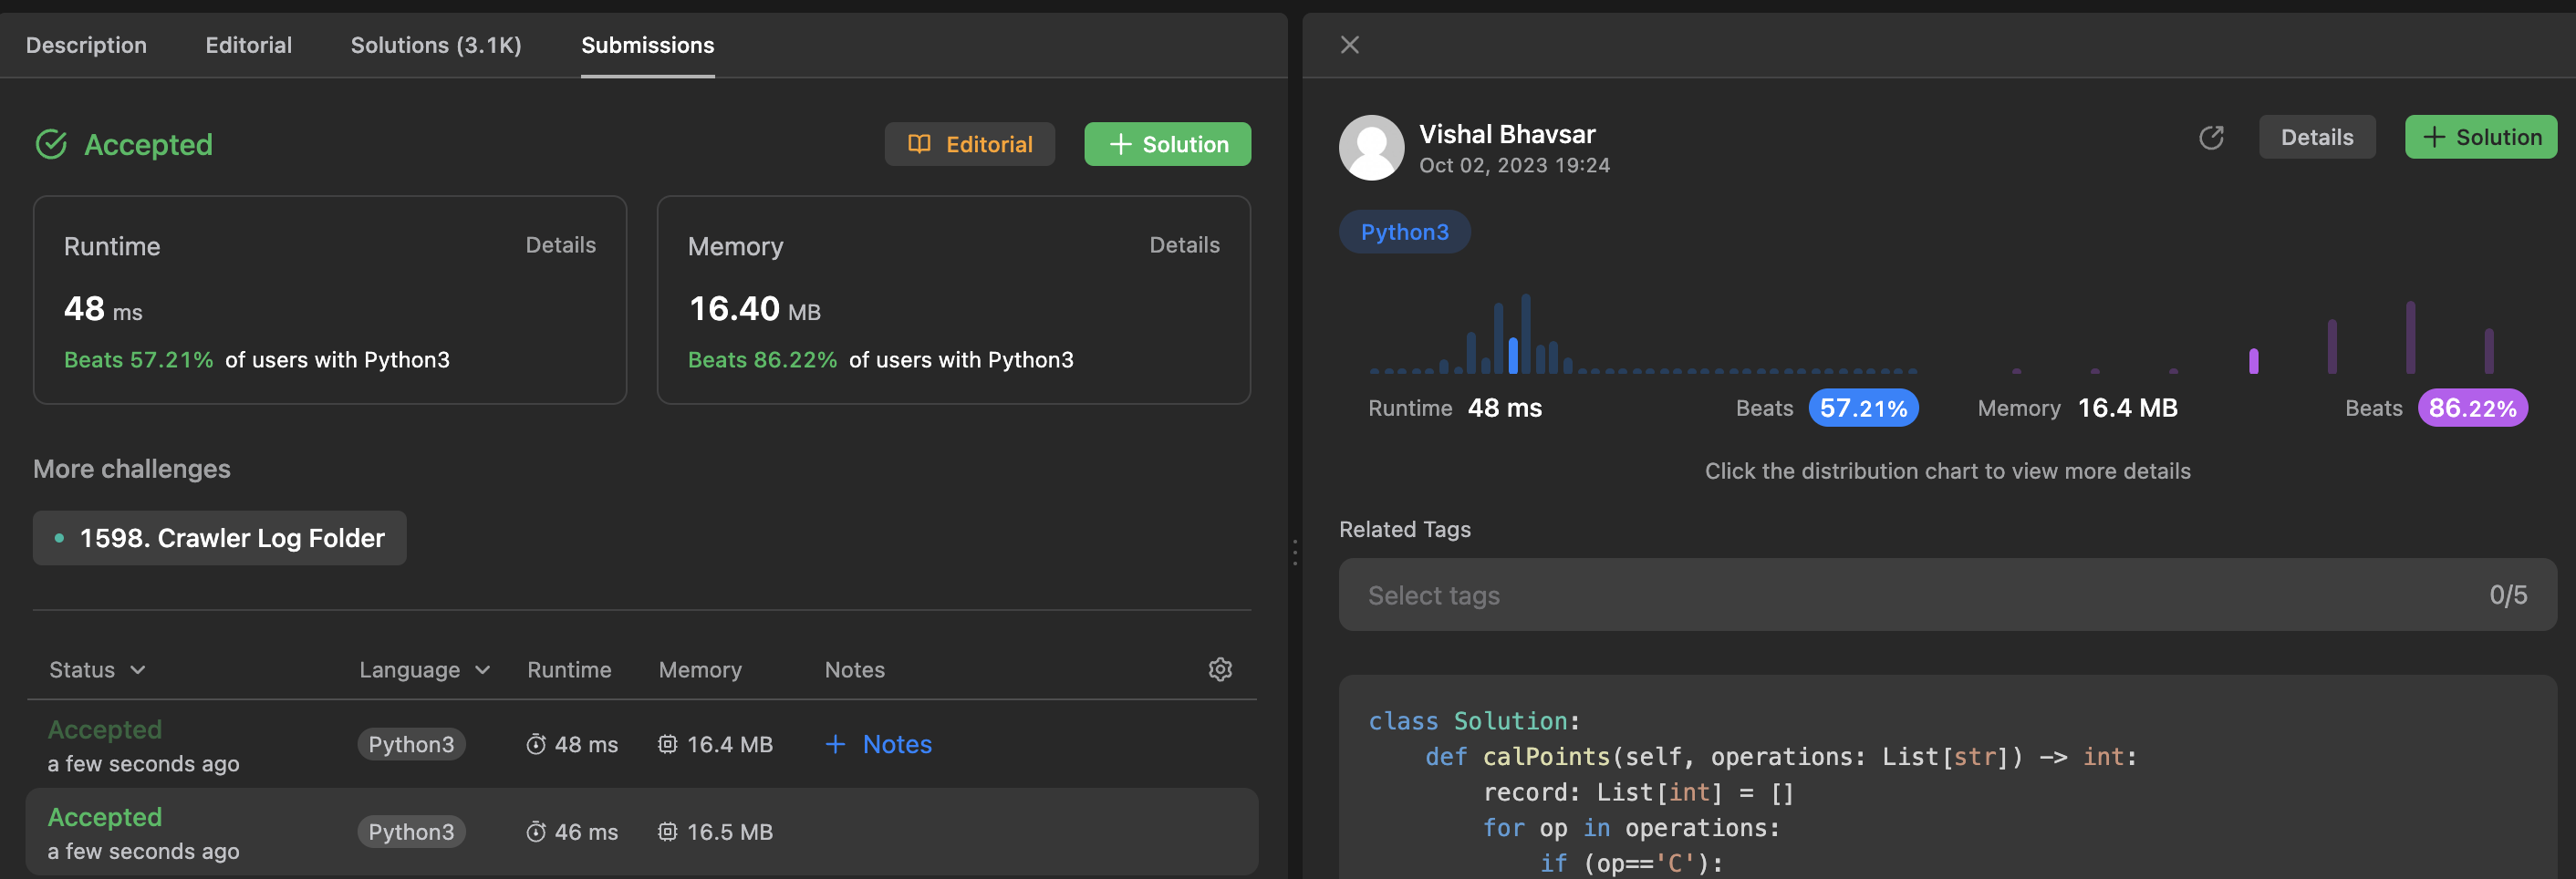 Description Editorial Solutions (3.1K) Submissions
Accepted Editorial + Solution
Runtime Details
48 ms
Beats 57.21% of users with Python3
Memory Details
16.40 MB
Beats 86.22% of users with Python3
More challenges
1598. Crawler Log Folder
Status Language Runtime Memory Notes
Accepted
a few seconds ago
Python3 48 ms 16.4 MB + Notes
Accepted
a few seconds ago
Python3 46 ms 16.5 MB
Vishal Bhavsar
Oct 02, 2023 19:24
Details + Solution
Python3
Runtime 48 ms Beats 57.21% Memory 16.4 MB Beats 86.22%
Click the distribution chart to view more details
Related Tags
Select tags 0/5
class Solution:
    def calPoints(self, operations: List[str]) -> int:
        record: List[int] = []
        for op in operations:
            if (op=='C'):